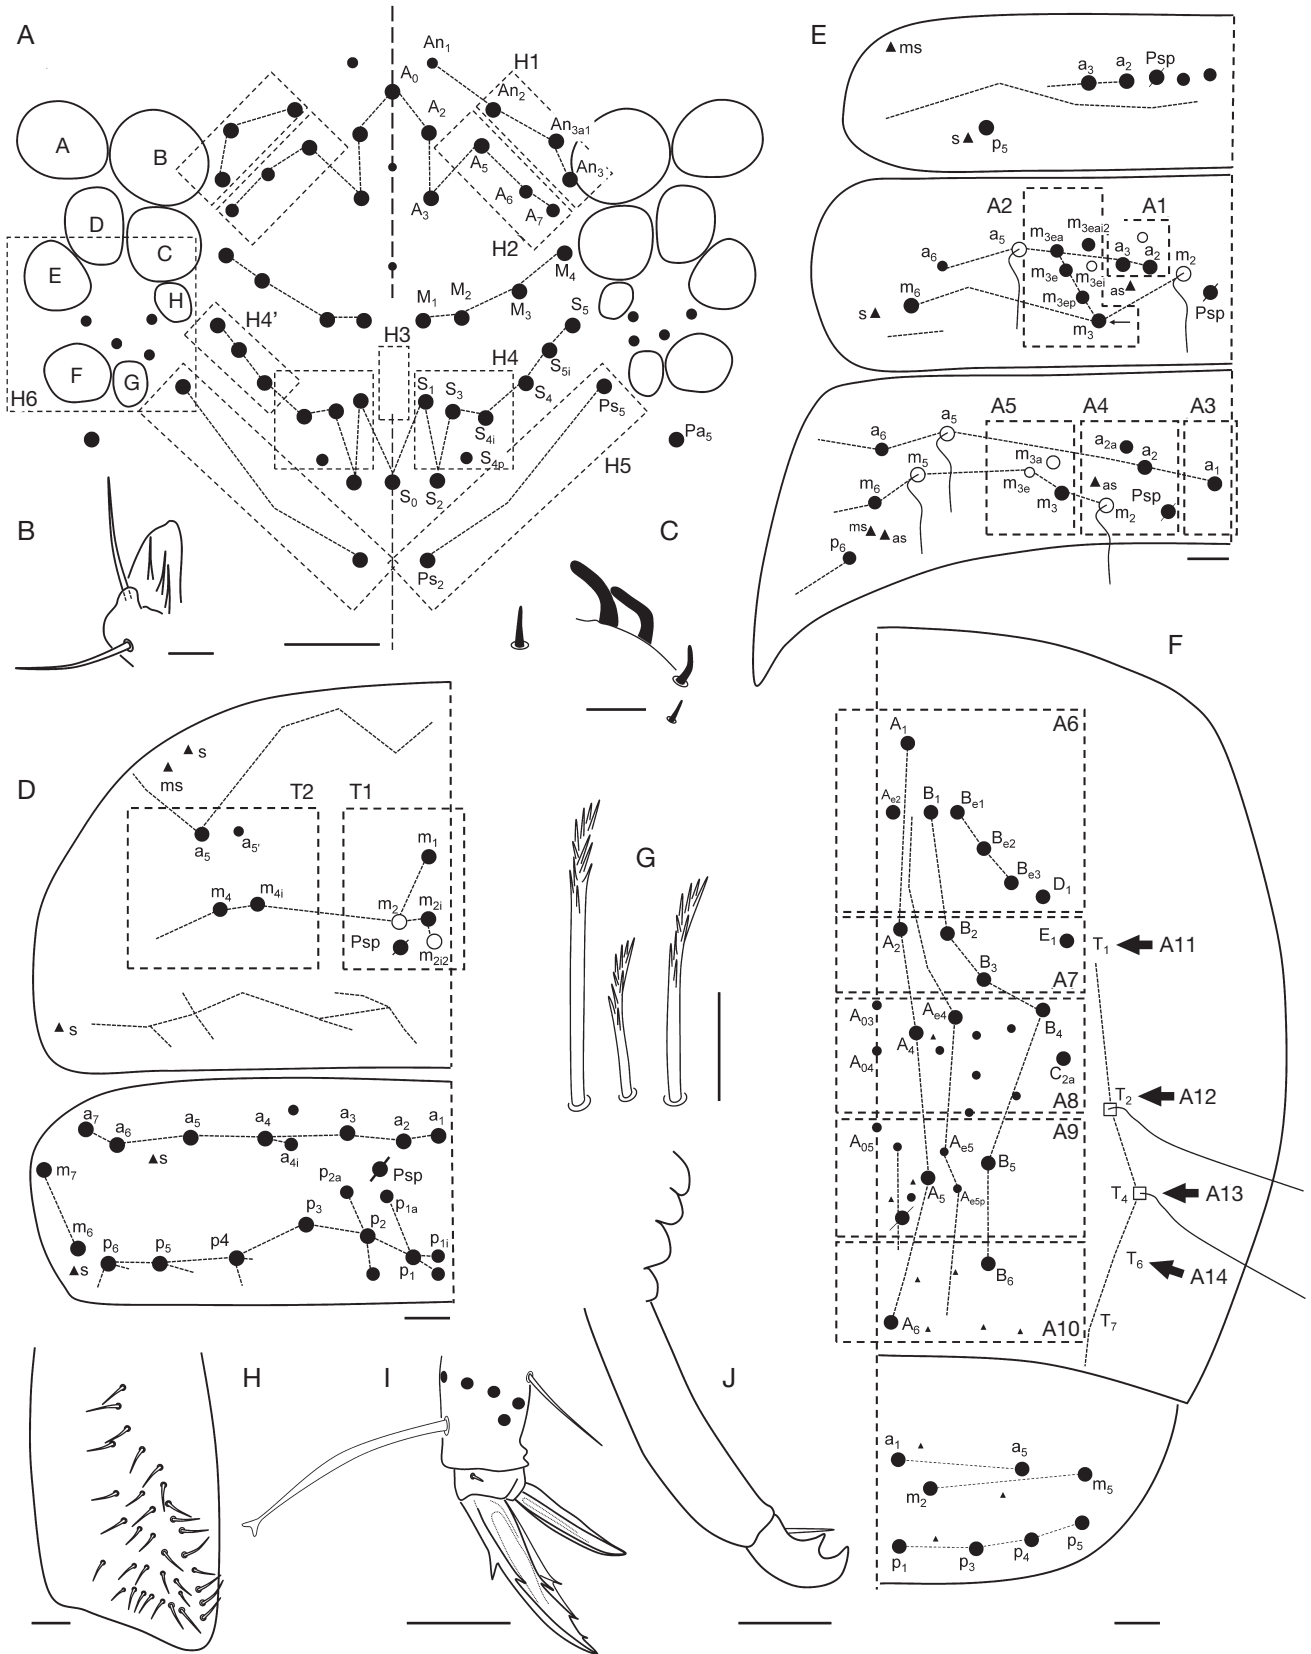 A
An1
A0
H1
An2
A2
An3a1
A
B
A5
An3
A3
A6
A7
D
C
H2
E
H
M4
M1
M2
M3
H4'
H3
S5
H4
S5i
F
G
H6
S1
S3
S4
Ps5
S4i
Pa5
S4p
H5
S0
S2
Ps2
B
C
E
ms
a3
a2
Psp
s
p5
A2
A1
m3eai2
a5
m3ea
a3
a2
m2
a6
m3e
m3ei
as
m6
m3ep
Psp
s
m3
a5
A5
A4
A3
a6
a2a
a2
m5
m3a
a1
m3e
m6
m3
as
Psp
m2
ms
as
p6
D
s
ms
T2
T1
a5
a5'
m1
m4
m4i
m2
m2i
Psp
m2i2
s
a7
a6
a5
a4
a3
a2
a1
s
a4i
m7
p2a
Psp
p3
p1a
m6
p2
p6
p5
p4
p1i
s
p1
F
A1
A6
Ae2
B1
Be1
Be2
Be3
D1
A2
B2
E1
T1
A11
B3
A7
A03
Ae4
B4
A4
A04
C2a
A8
T2
A12
A05
A9
Ae5
B5
A5
Ae5p
T4
A13
B6
T6
A14
A6
A10
T7
a1
a5
m2
m5
p1
p3
p4
p5
G
H
I
J